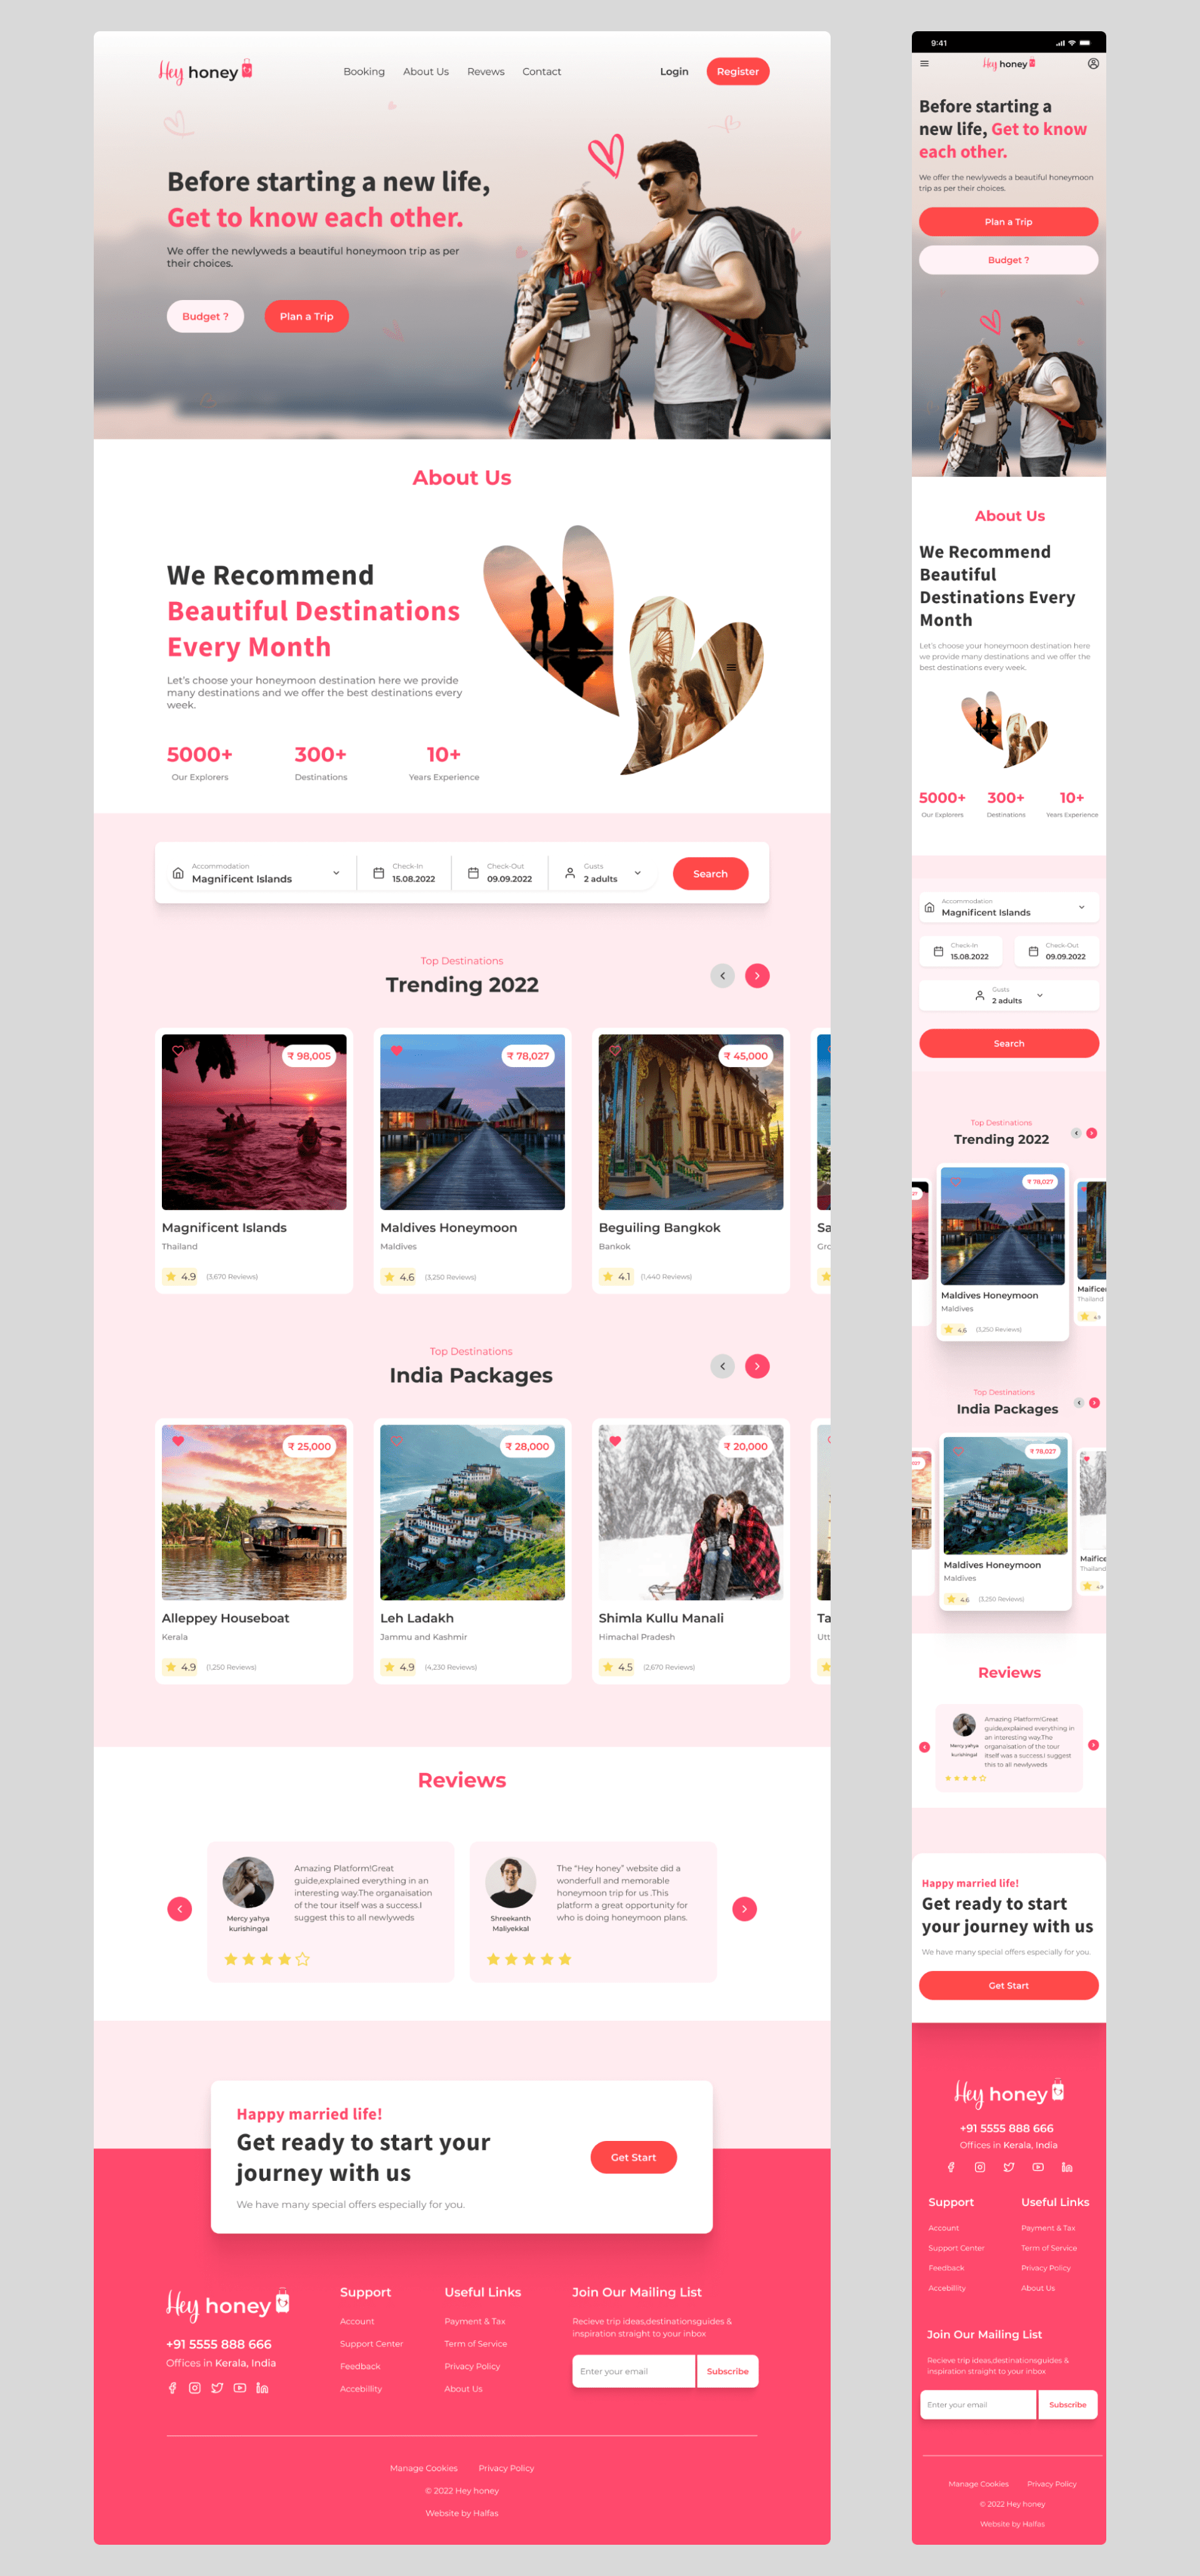 Hey honey
Booking About Us Revews Contact
Login Register
Before starting a new life,
Get to know each other.
We offer the newlyweds a beautiful honeymoon trip as per
their choices.
Budget ? Plan a Trip
About Us
We Recommend
Beautiful Destinations
Every Month
Let's choose your honeymoon destination here we provide
many destinations and we offer the best destinations every
week.
5000+ 300+ 10+
Our Explorers Destinations Years Experience
Accommodation Check-In Check-Out Gusts
Magnificent Islands 15.08.2022 09.09.2022 2 adults
Search
Top Destinations
Trending 2022
₹ 98,005 ₹ 78,027 ₹ 45,000
Magnificent Islands Maldives Honeymoon Beguiling Bangkok Sa
Thailand Maldives Bankok Gro
4.9 (3,670 Reviews) 4.6 (3,250 Reviews) 4.1 (1,440 Reviews)
Top Destinations
India Packages
₹ 25,000 ₹ 28,000 ₹ 20,000
Alleppey Houseboat Leh Ladakh Shimla Kullu Manali Ta
Kerala Jammu and Kashmir Himachal Pradesh Utt
4.9 (1,250 Reviews) 4.9 (4,230 Reviews) 4.5 (2,670 Reviews)
Reviews
Amazing Platform!Great
guide,explained everything in an
interesting way.The organaisation
of the tour itself was a success.I
suggest this to all newlyweds
Mercy yahya
kurishingal
The "Hey honey" website did a
wonderfull and memorable
honeymoon trip for us .This
platform a great opportunity for
who is doing honeymoon plans.
Shreekanth
Maliyekkal
Happy married life!
Get ready to start your
journey with us
We have many special offers especially for you.
Get Start
Hey honey
+91 5555 888 666
Offices in Kerala, India
Support
Account
Support Center
Feedback
Accebillity
Useful Links
Payment & Tax
Term of Service
Privacy Policy
About Us
Join Our Mailing List
Recieve trip ideas,destinationsguides &
inspiration straight to your inbox
Enter your email Subscribe
Manage Cookies Privacy Policy
© 2022 Hey honey
Website by Halfas
9:41
Hey honey
Before starting a
new life, Get to know
each other.
We offer the newlyweds a beautiful honeymoon
trip as per their choices.
Plan a Trip
Budget ?
About Us
We Recommend
Beautiful
Destinations Every
Month
Let's choose your honeymoon destination here
we provide many destinations and we offer the
best destinations every week.
5000+ 300+ 10+
Our Explorers Destinations Years Experience
Accommodation
Magnificent Islands
Check-In Check-Out
15.08.2022 09.09.2022
Gusts
2 adults
Search
Top Destinations
Trending 2022
₹ 78,027
Maldives Honeymoon
Maldives
4.6 (3,250 Reviews)
Maifice
Thailand
4.9
Top Destinations
India Packages
₹ 78,027
Maldives Honeymoon
Maldives
4.6 (3,250 Reviews)
Maifice
Thailand
4.9
Reviews
Amazing Platform!Great
guide,explained everything in
an interesting way.The
organaisation of the tour
itself was a success.I suggest
this to all newlyweds
Mercy yahya
kurishingal
Happy married life!
Get ready to start
your journey with us
We have many special offers especially for you.
Get Start
Hey honey
+91 5555 888 666
Offices in Kerala, India
Support
Account
Support Center
Feedback
Accebillity
Useful Links
Payment & Tax
Term of Service
Privacy Policy
About Us
Join Our Mailing List
Recieve trip ideas,destinationsguides &
inspiration straight to your inbox
Enter your email Subscribe
Manage Cookies Privacy Policy
© 2022 Hey honey
Website by Halfas